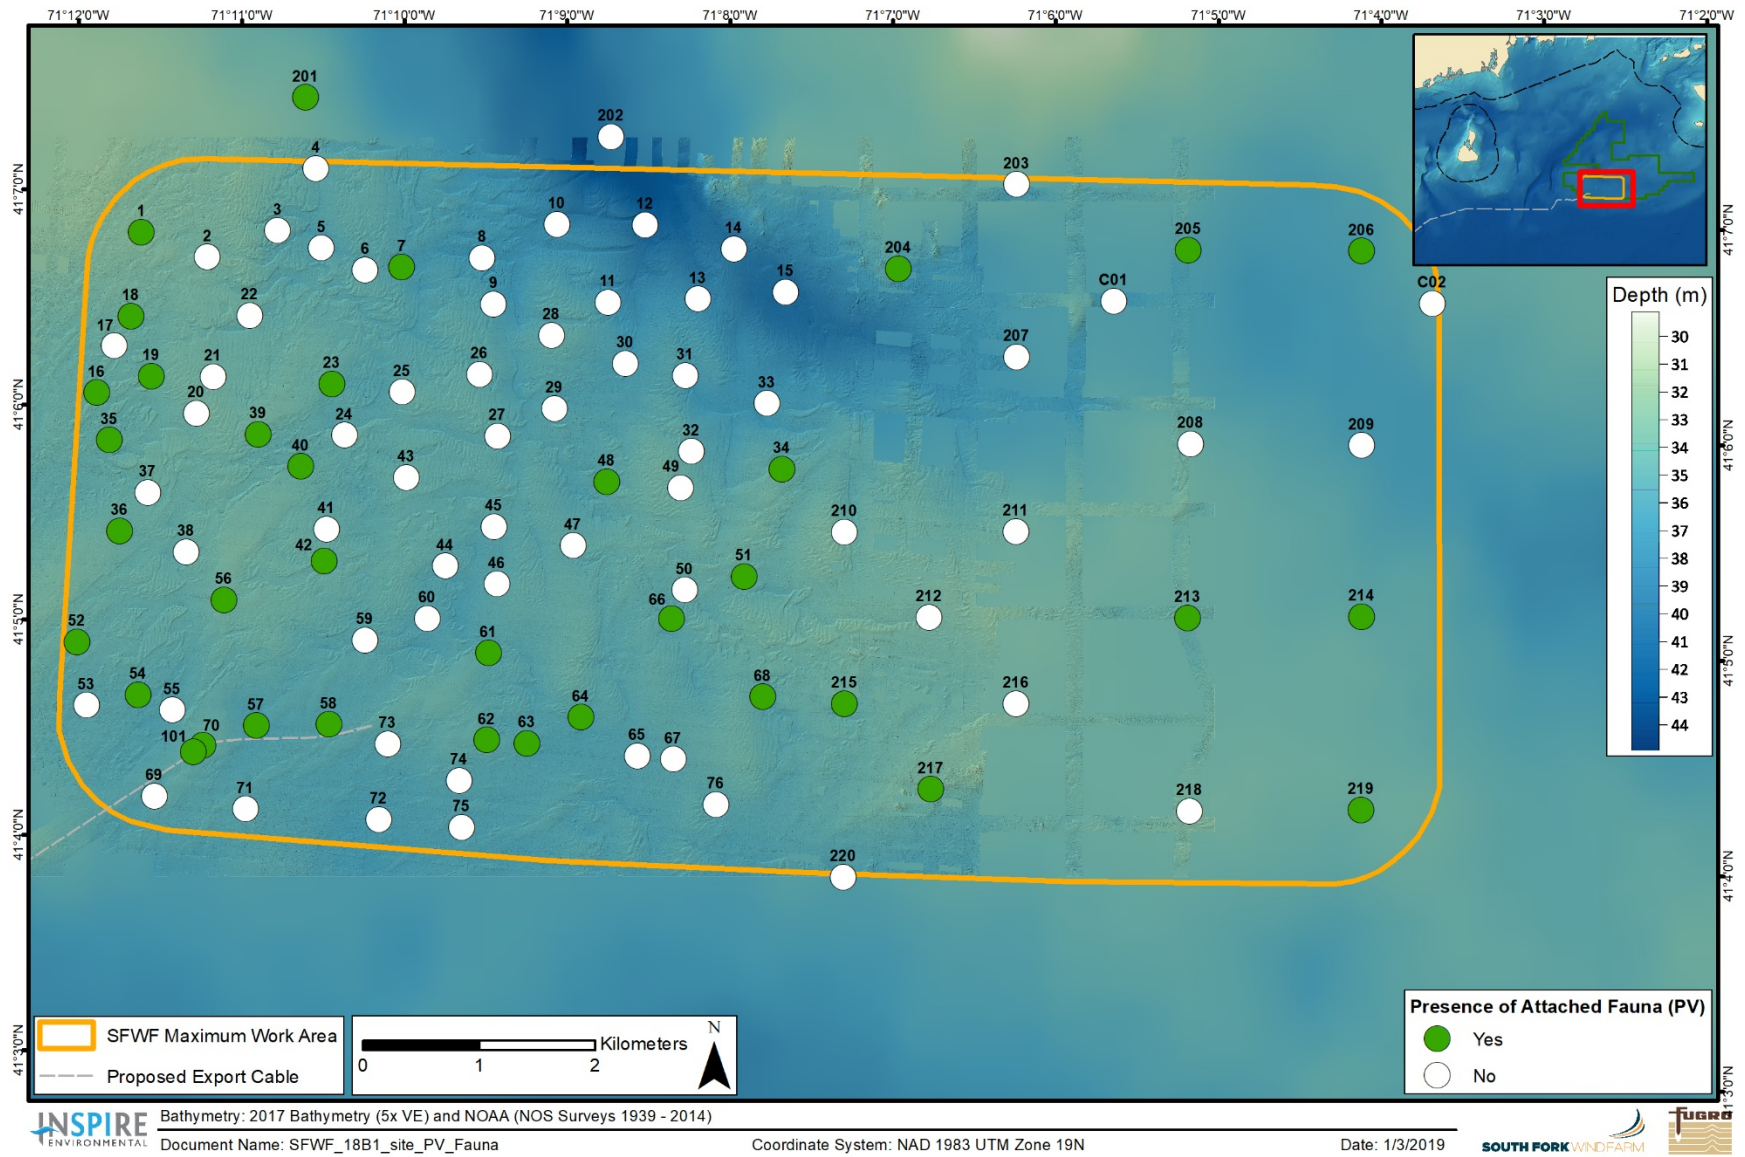 71°12'0"W 71°11'0"W 71°10'0"W 71°9'0"W 71°8'0"W 71°7'0"W 71°6'0"W 71°5'0"W 71°4'0"W 71°3'0"W 71°2'0"W
201
202
4
203
41°7'0"N
1 3 5 2 6 7 8 10 12 14
204 205 206
41°7'0"N
18 22 9 11 13 15 C01 C02
17 28 207
16 19 21 23 25 26 30 31
20 39 24 27 29 33
41°6'0"N
35 40 43 32 34 208 209
41°6'0"N
37 48 49
36 38 41 45 47 210 211
42 44 46 50 51
56 60 66 212 213 214
41°5'0"N
52 59 61
41°5'0"N
53 54 55 57 58 64 68 215 216
101 70 73 62 63 65 67
69 71 72 74 75 76 217 218 219
41°4'0"N
220
41°4'0"N
41°3'0"N
41°3'0"N
Depth (m)
30
31
32
33
34
35
36
37
38
39
40
41
42
43
44
SFWF Maximum Work Area
Proposed Export Cable
N
Kilometers
0 1 2
Presence of Attached Fauna (PV)
Yes
No
INSPIRE
ENVIRONMENTAL
Bathymetry: 2017 Bathymetry (5x VE) and NOAA (NOS Surveys 1939 - 2014)
Document Name: SFWF_18B1_site_PV_Fauna
Coordinate System: NAD 1983 UTM Zone 19N
Date: 1/3/2019
SOUTH FORK WINDFARM
FUGRO